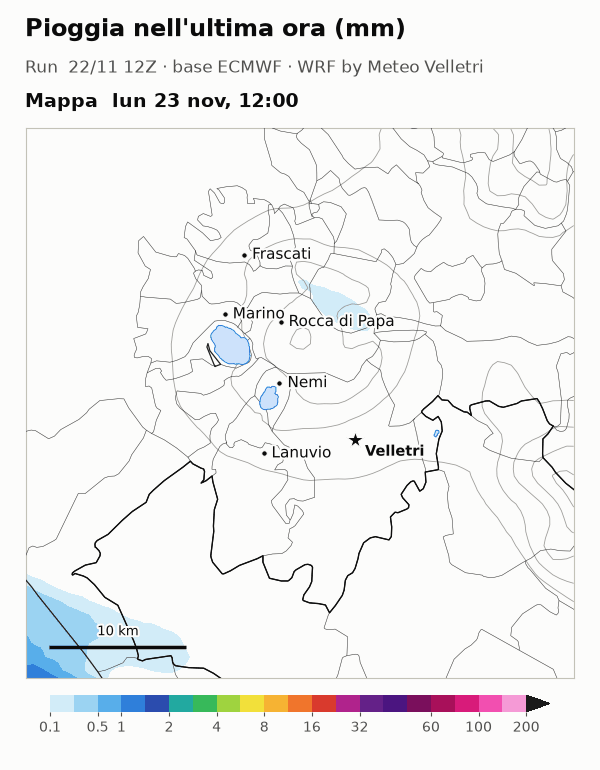 Pioggia nell'ultima ora (mm)
Run  22/11 12Z · base ECMWF · WRF by Meteo Velletri
Mappa  lun 23 nov, 12:00
Frascati
Marino
Rocca di Papa
Nemi
Velletri
Lanuvio
10 km
0.1 0.5 1 2 4 8 16 32 60 100 200